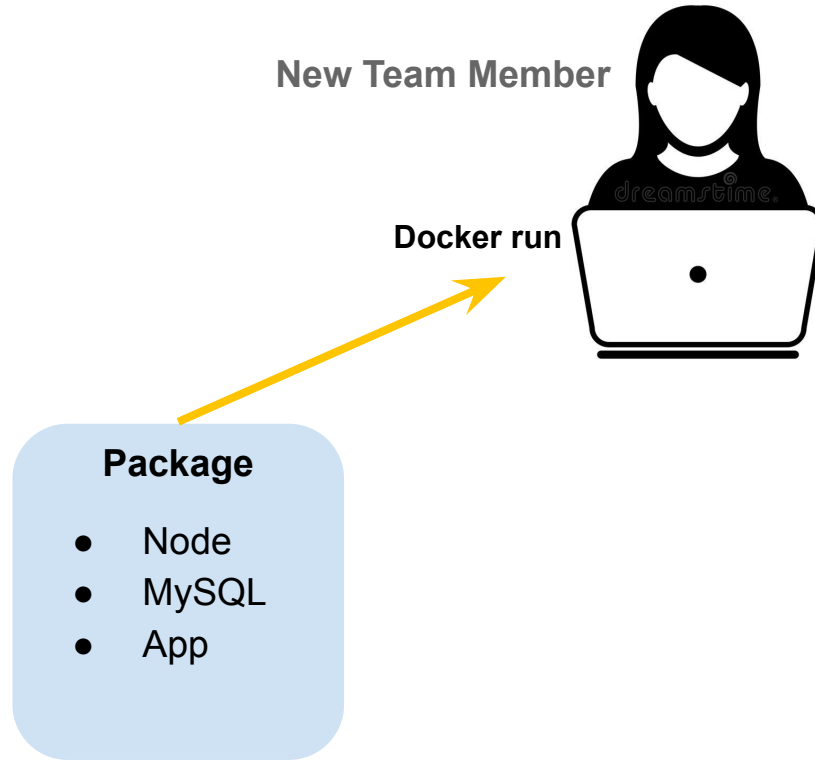 New Team Member
dreamstime.
Docker run
Package
● Node
● MySQL
● App